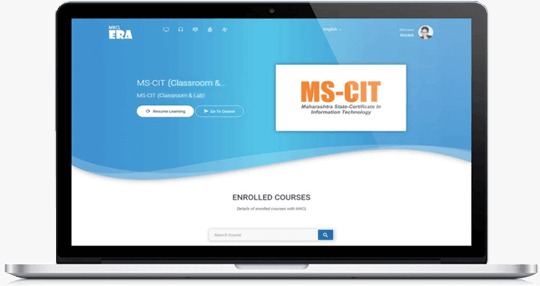 MKCL
ERA
English
Welcome
MS-CIT (Classroom &...
MS-CIT (Classroom & Lab)
Resume Learning
Go To Course
MS-CIT
Maharashtra State-Certificate In
Information Technology
ENROLLED COURSES
Details of enrolled courses with MKCL
Search Course